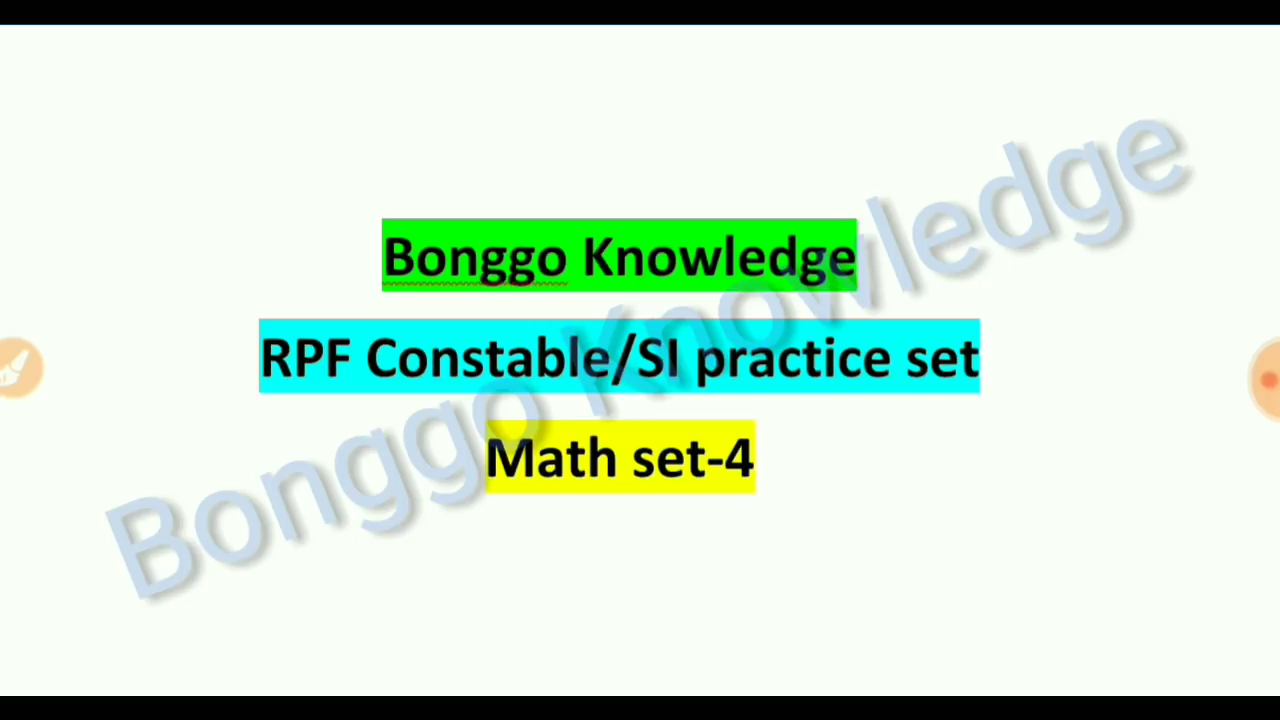 Bonggo Knowledge
RPF Constable/SI practice set
Math set-4
Bonggo Knowledge